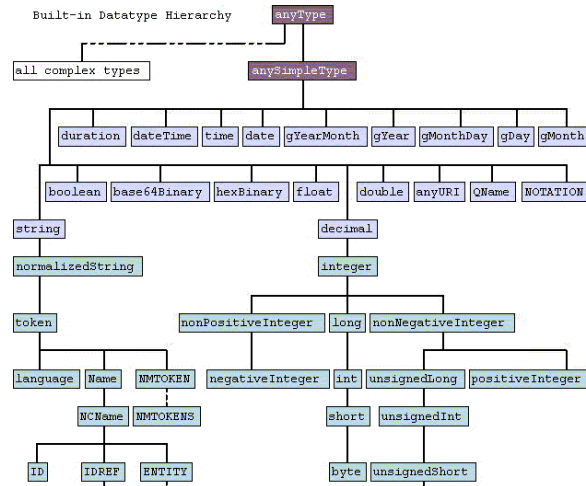 Built-in Datatype Hierarchy
anyType
all complex types
anySimpleType
duration
dateTime
time
date
gYearMonth
gYear
gMonthDay
gDay
gMonth
boolean
base64Binary
hexBinary
float
double
anyURI
QName
NOTATION
string
decimal
normalizedString
integer
token
nonPositiveInteger
long
nonNegativeInteger
language
Name
NMTOKEN
negativeInteger
int
unsignedLong
positiveInteger
NCName
NMTOKENS
short
unsignedInt
ID
IDREF
ENTITY
byte
unsignedShort